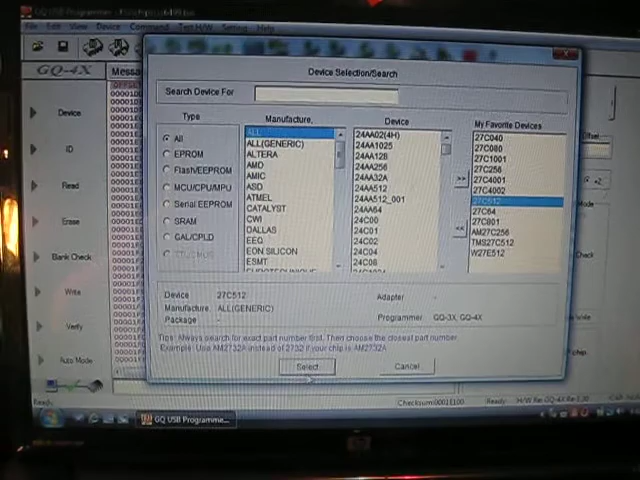 GQ USB Programmer
File Edit View Device Command Test H/W Setting Help
GQ-4X
Messa
Device
ID
Read
Erase
Blank Check
Write
Verify
Auto Mode
Device Selection/Search
Search Device For
Type
All
EPROM
Flash/EEPROM
MCU/CPU/MPU
Serial EEPROM
SRAM
GAL/CPLD
Manufacture,
ALL
ALL(GENERIC)
ALTERA
AMD
AMIC
ASD
ATMEL
CATALYST
CWI
DALLAS
EEQ
EON SILICON
ESMT
Device
24AA02(4H)
24AA1025
24AA128
24AA256
24AA32A
24AA512
24AA512_001
24AA64
24C00
24C01
24C02
24C04
24C08
>>
<<
My Favorite Devices
27C040
27C080
27C1001
27C256
27C4001
27C4002
27C512
27C64
27C801
AM27C256
TMS27C512
W27E512
Device 27C512
Manufacture. ALL(GENERIC)
Package -
Adapter -
Programmer GQ-3X, GQ-4X
Tips: Always search for exact part number first. Then choose the closest part number.
Example: Use AM2732A instead of 2732 if your chip is AM2732A
Select
Cancel
Ready
Checksum:0001E100
Ready
GQ USB Programme...